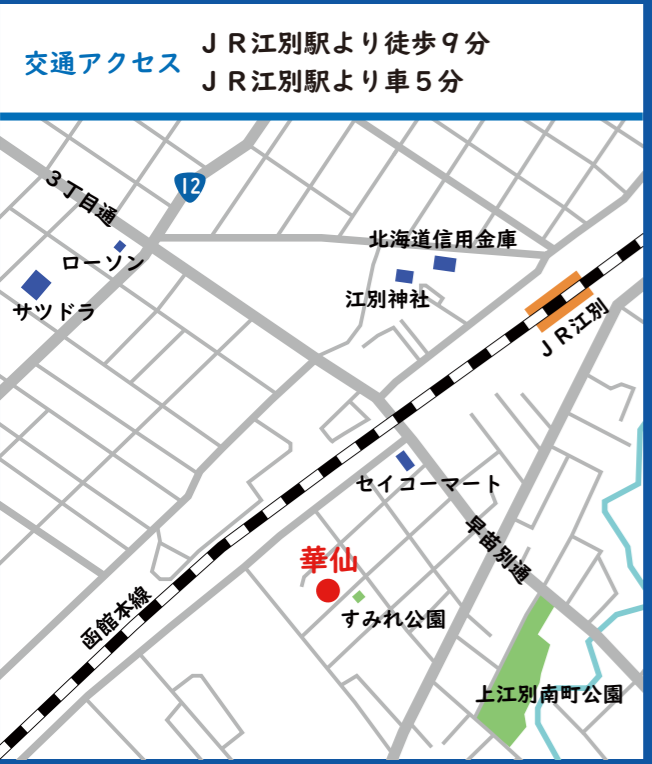 交通アクセス
JR江別駅より徒歩9分
JR江別駅より車5分
12
3丁目通
北海道信用金庫
ローソン
江別神社
サツドラ
JR江別
セイコーマート
早苗別通
華仙
函館本線
すみれ公園
上江別南町公園